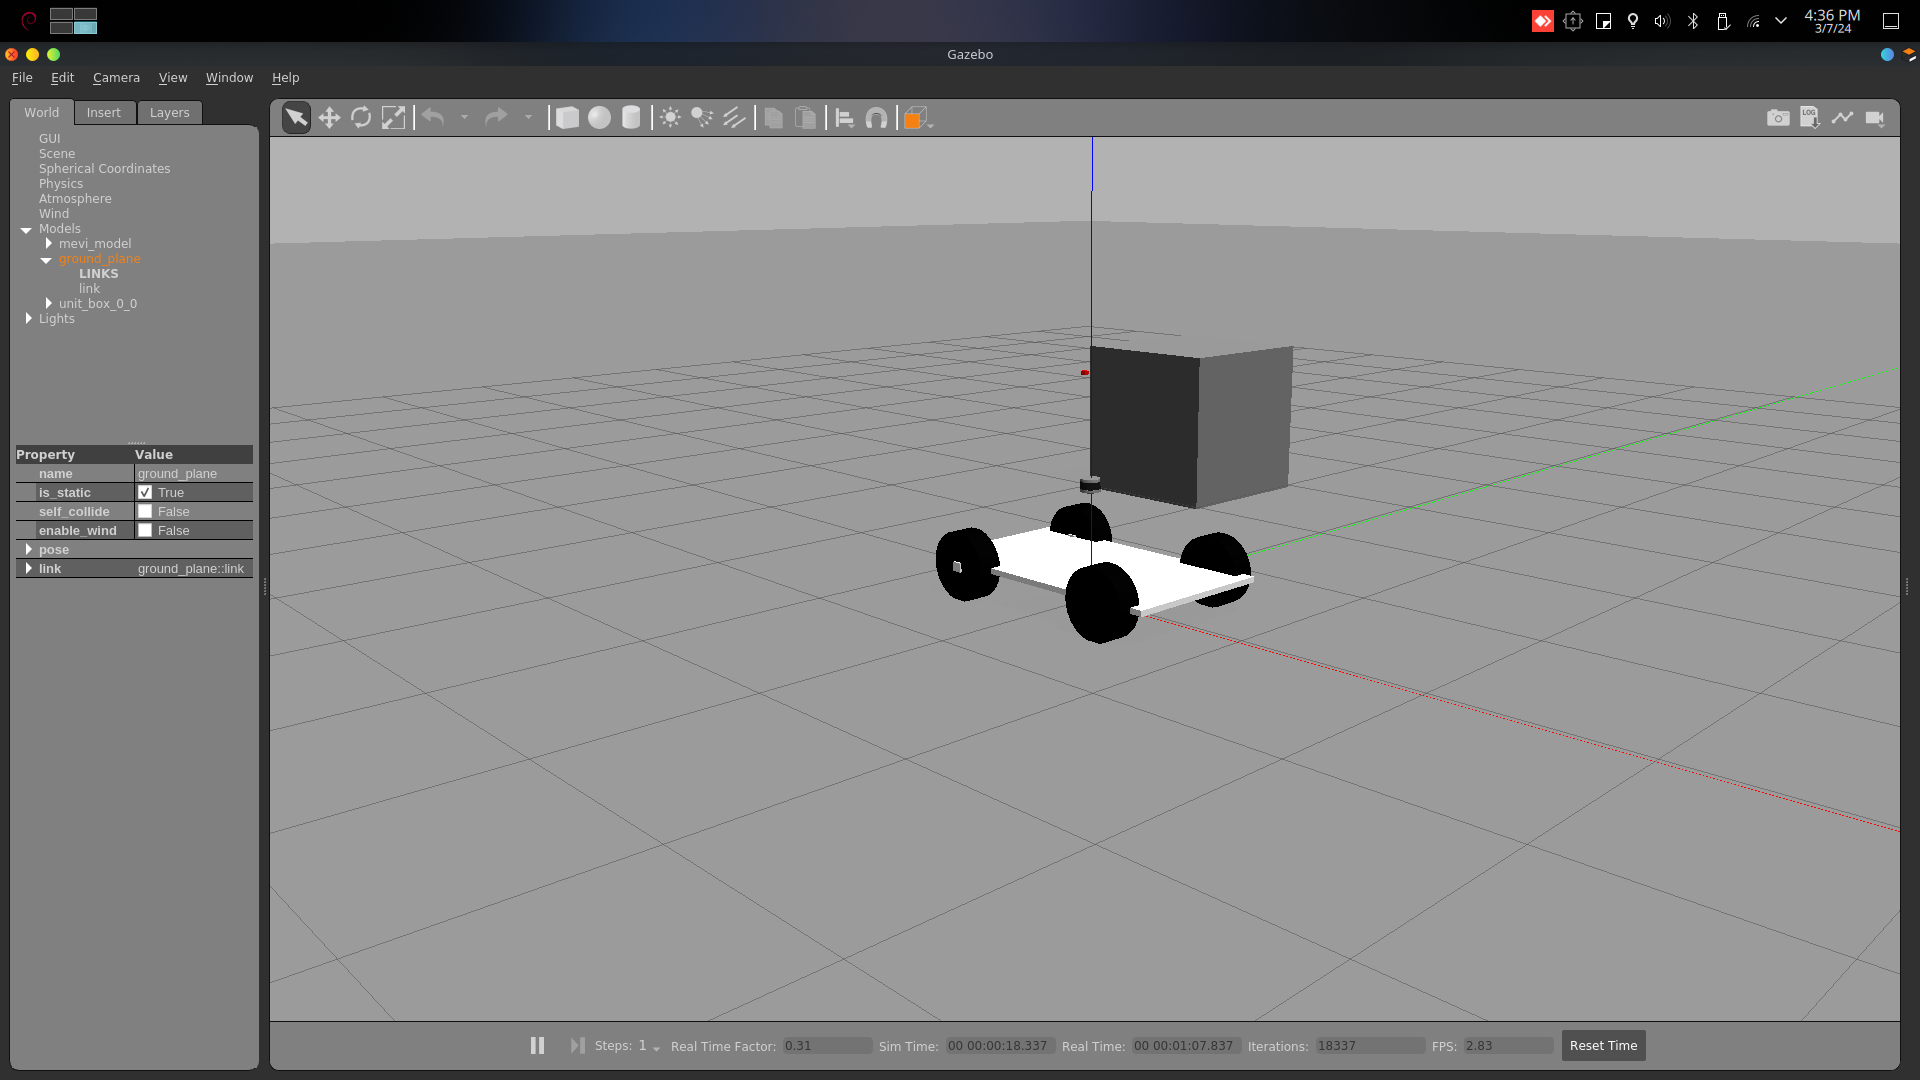 4:36 PM
3/7/24
Gazebo
File Edit Camera View Window Help
World Insert Layers
LOG
GUI
Scene
Spherical Coordinates
Physics
Atmosphere
Wind
Models
mevi_model
ground_plane
LINKS
link
unit_box_0_0
Lights
Property Value
name ground_plane
is_static True
self_collide False
enable_wind False
pose
link ground_plane::link
Steps: 1 Real Time Factor: 0.31 Sim Time: 00 00:00:18.337 Real Time: 00 00:01:07.837 Iterations: 18337 FPS: 2.83 Reset Time